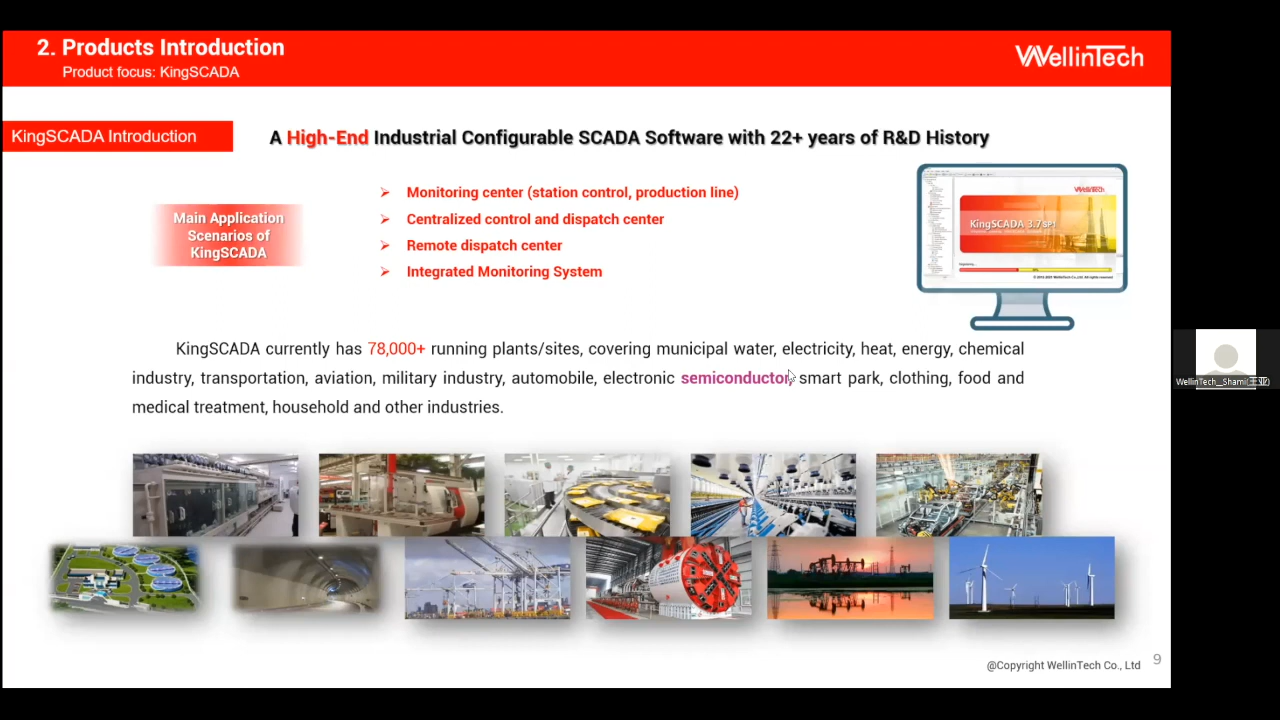 2. Products Introduction
Product focus: KingSCADA
WellinTech
KingSCADA Introduction
A High-End Industrial Configurable SCADA Software with 22+ years of R&D History
Main Application
Scenarios of
KingSCADA
➢ Monitoring center (station control, production line)
➢ Centralized control and dispatch center
➢ Remote dispatch center
➢ Integrated Monitoring System
WellinTech
KingSCADA 3.7 SP1
KingSCADA currently has 78,000+ running plants/sites, covering municipal water, electricity, heat, energy, chemical
industry, transportation, aviation, military industry, automobile, electronic semiconductor, smart park, clothing, food and
medical treatment, household and other industries.
WellinTech__Shami(王亚)
@Copyright WellinTech Co., Ltd
9